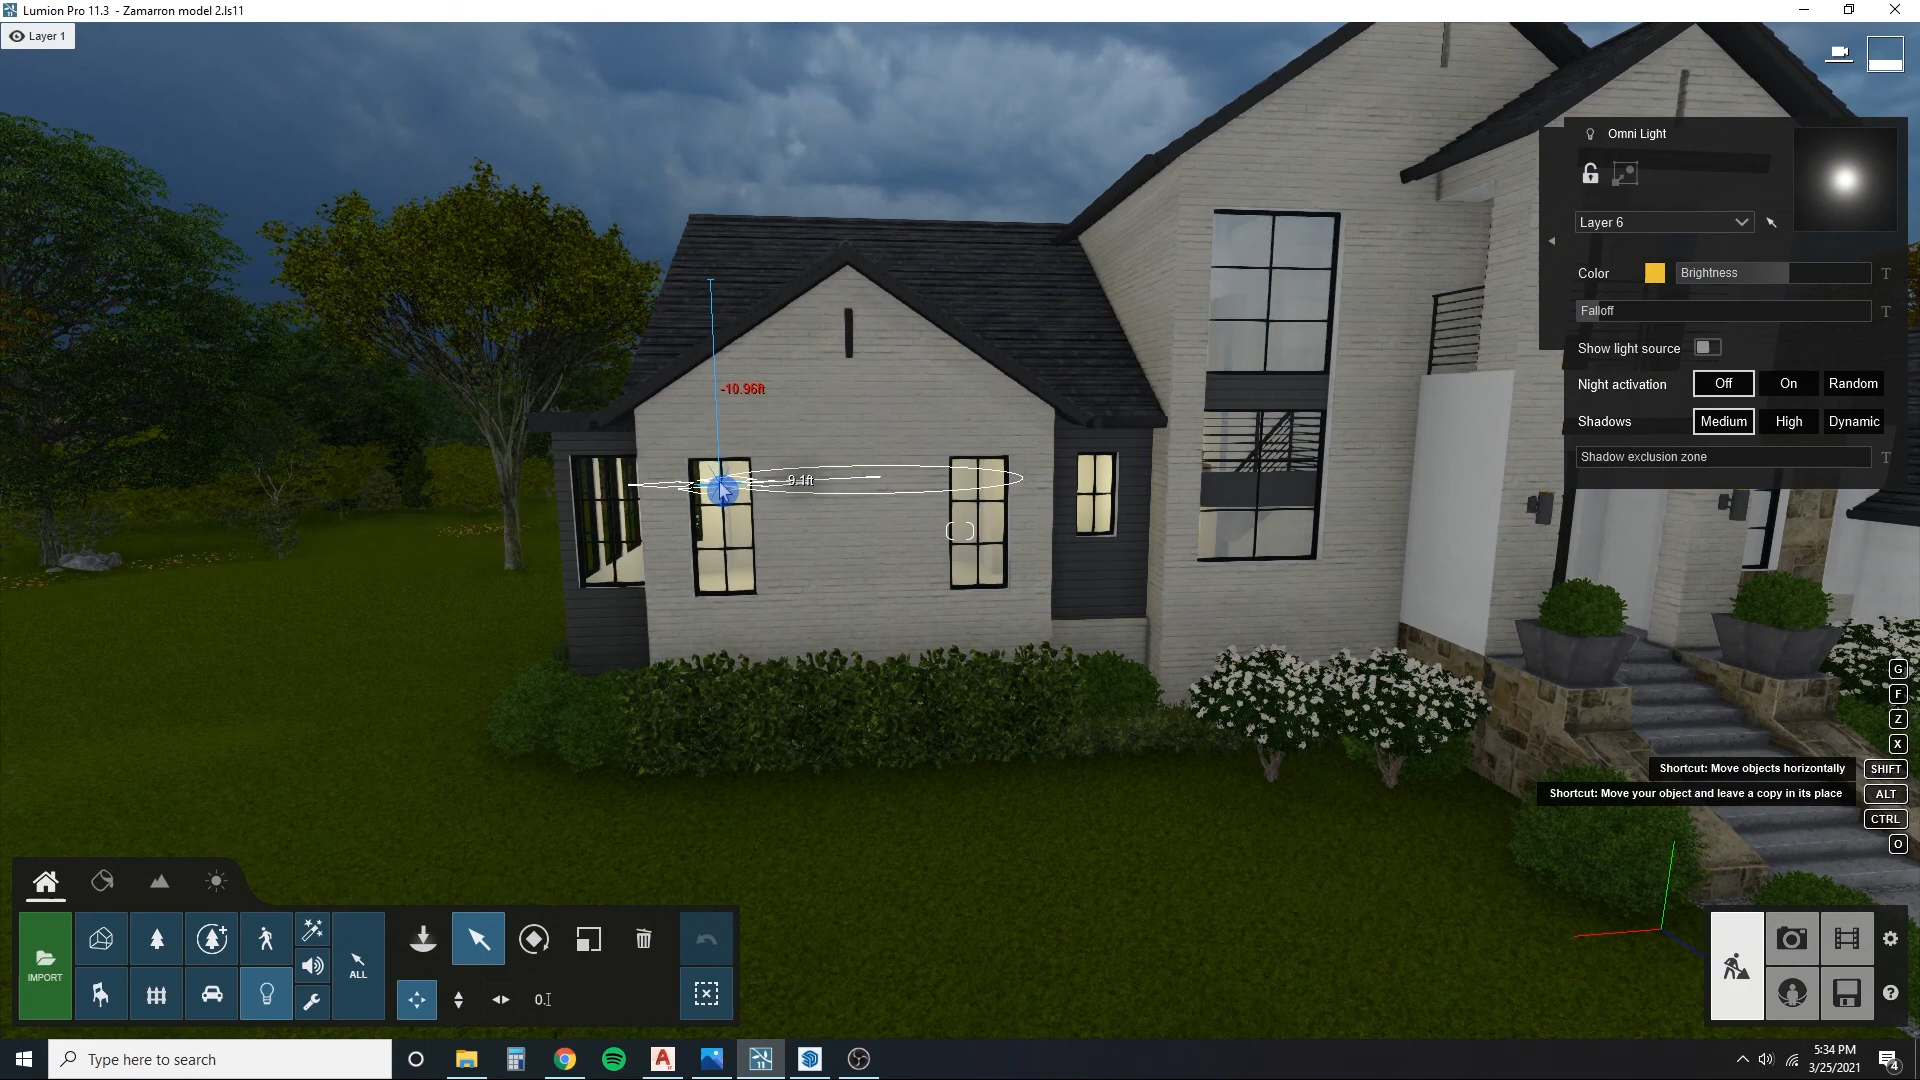 Lumion Pro 11.3 - Zamarron model 2.ls11
Layer 1
Omni Light
Layer 6
Color
Brightness
T
Falloff
T
Show light source
Night activation
Off
On
Random
Shadows
Medium
High
Dynamic
Shadow exclusion zone
T
-10.96ft
9.1ft
G
F
Z
X
Shortcut: Move objects horizontally
SHIFT
Shortcut: Move your object and leave a copy in its place
ALT
CTRL
O
IMPORT
ALL
0.
Type here to search
5:34 PM
3/25/2021
4